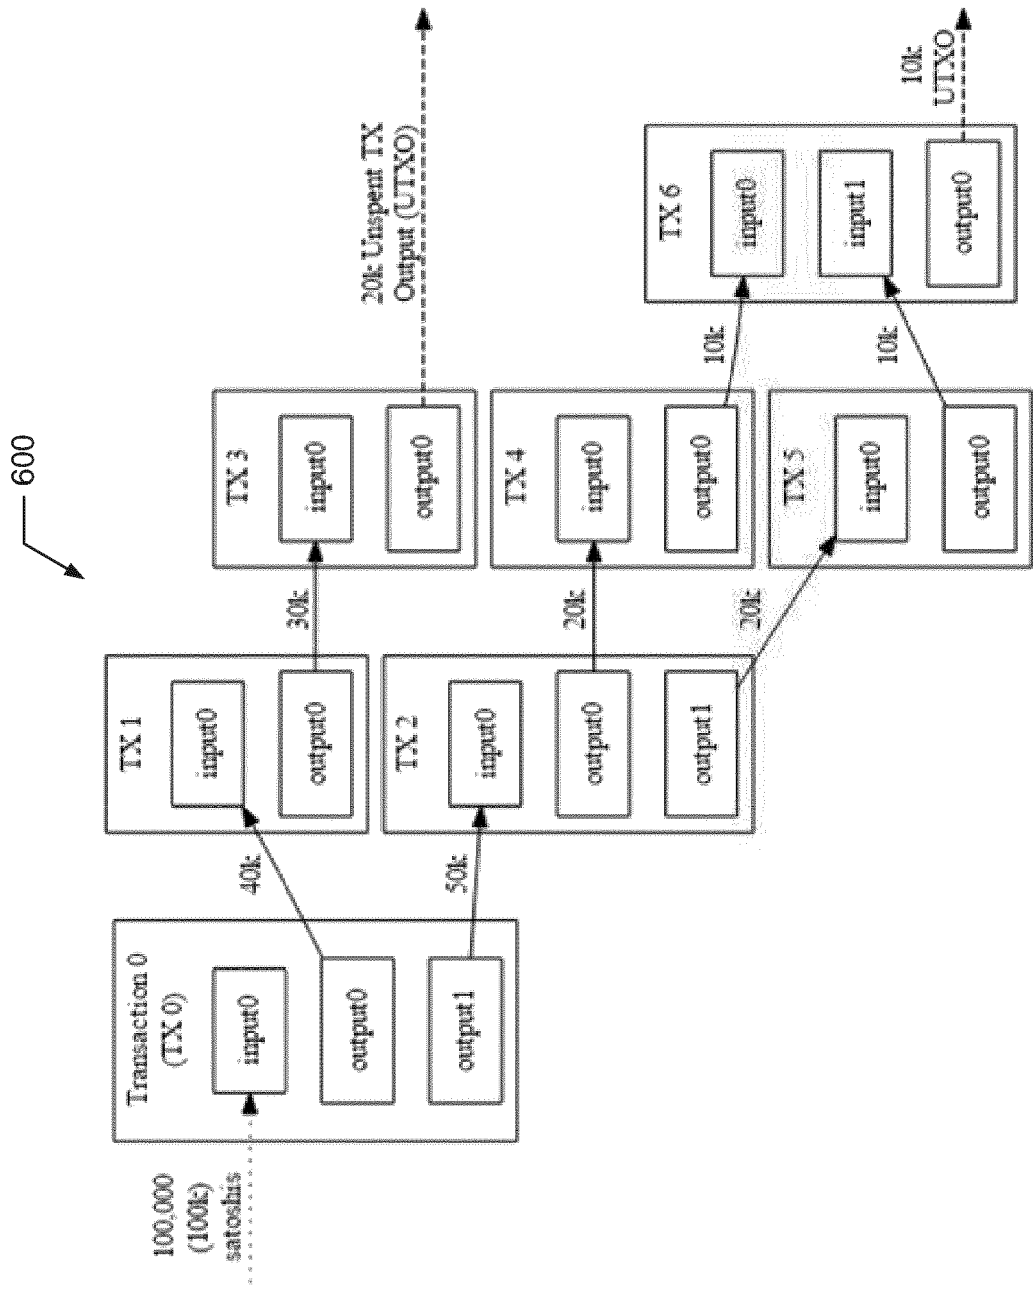 600
100,000
(100k)
satoshis
Transaction 0
(TX 0)
input0
output0
output1
40k
50k
TX 1
input0
output0
TX 2
input0
output0
output1
30k
20k
20k
TX 3
input0
output0
TX 4
input0
output0
TX 5
input0
output0
20k Unspent TX
Output (UTXO)
10k
10k
TX 6
input0
input1
output0
10k
UTXO